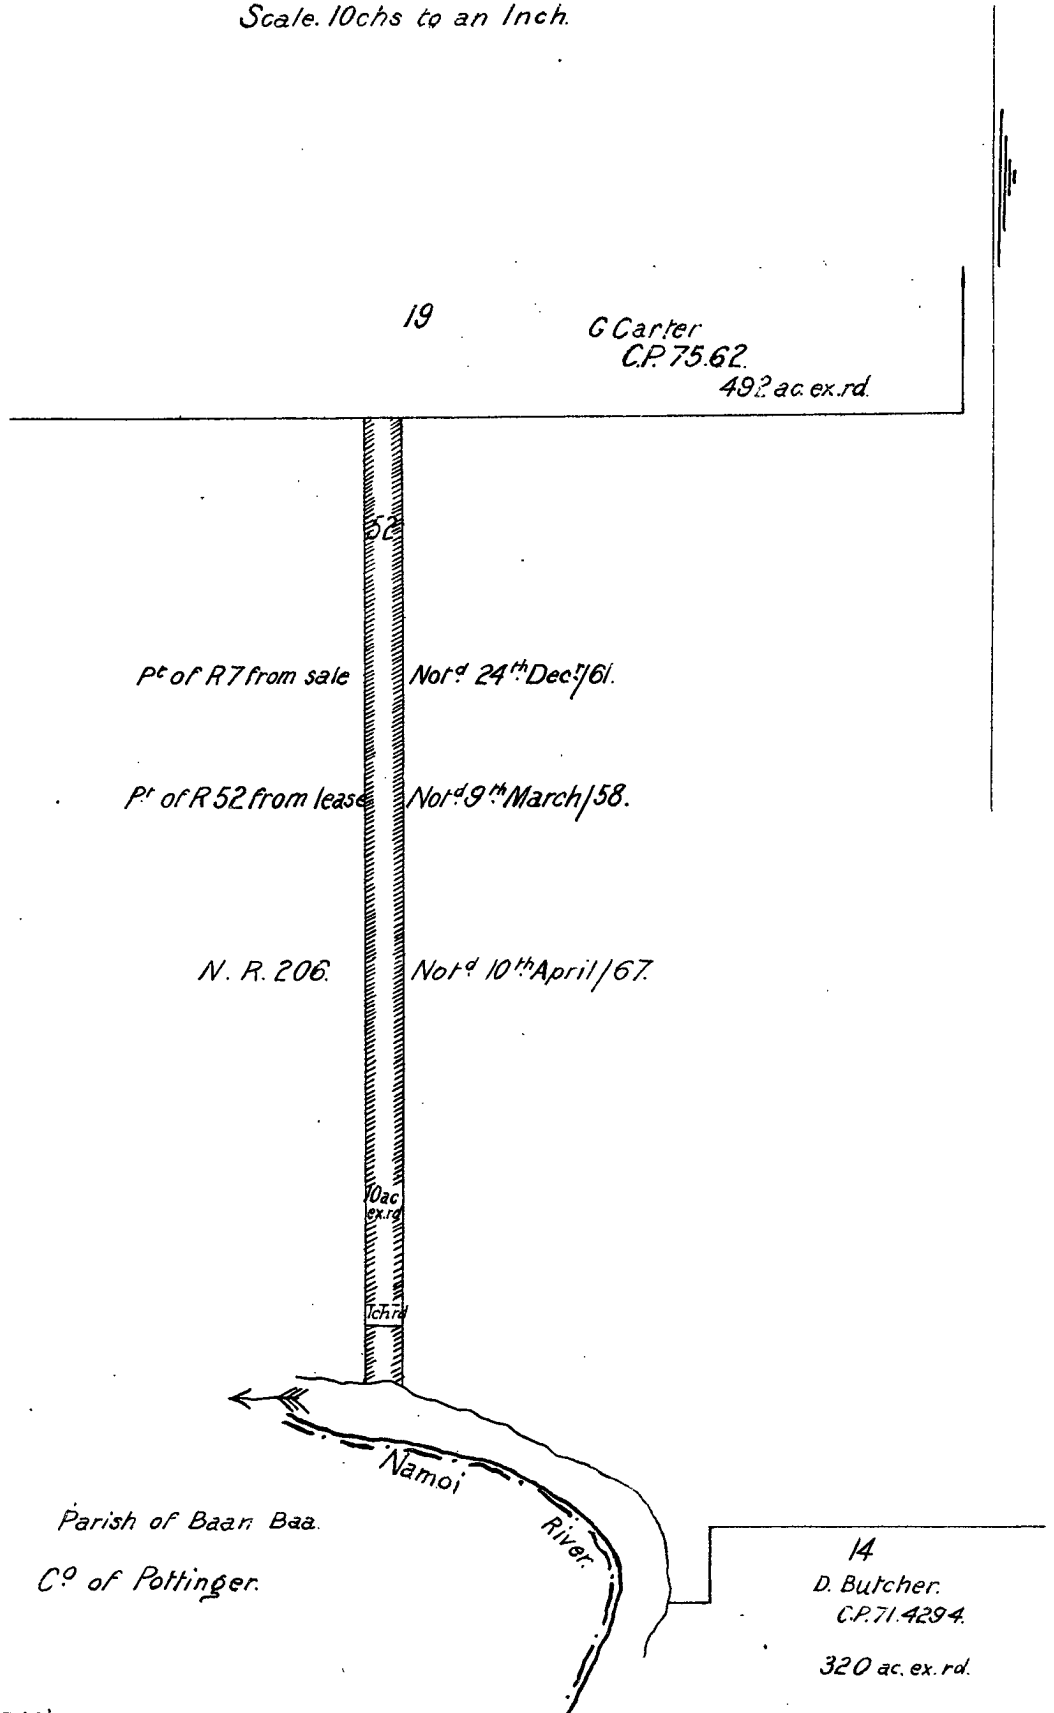 Scale. 10chs to an Inch.
19
G Carter
C.P. 75.62.
ac. ex. rd.
52
Pt of R7 from sale Notd 24th Decr/61.
Pt of R52 from lease Notd 9th March/58.
N. R. 206. Notd 10th April/67.
10ac
ex. rd
1ch rd
Namoi
River.
Parish of Baan Baa.
Co of Pottinger.
14
D. Butcher.
C.P. 71.4294.
320 ac. ex. rd.